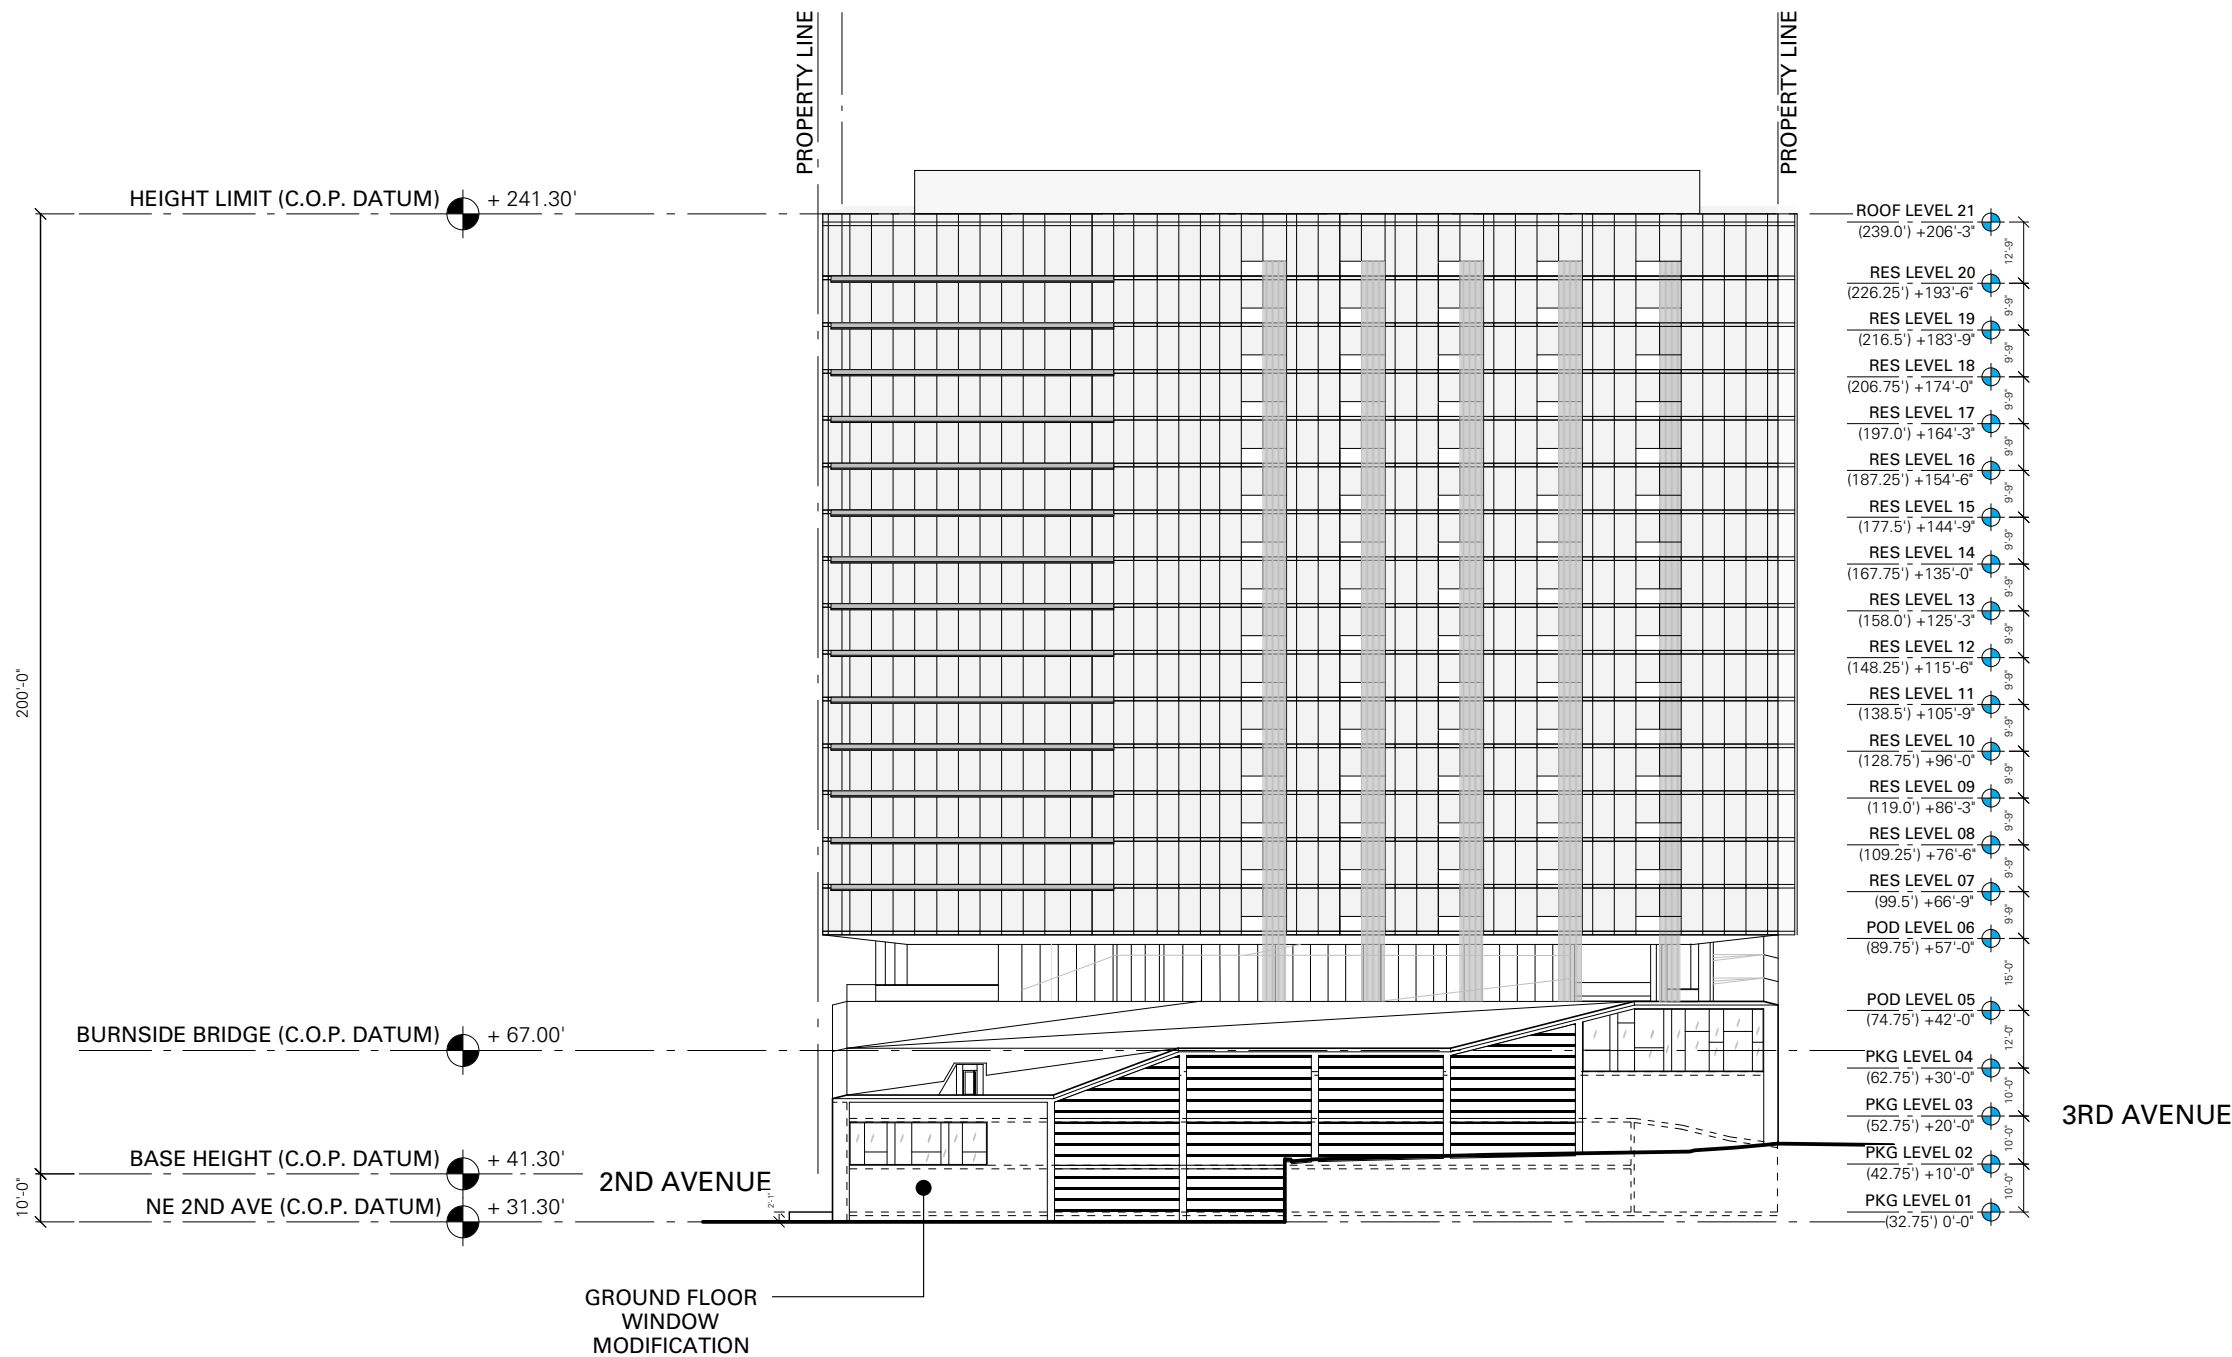 PROPERTY LINE
PROPERTY LINE
HEIGHT LIMIT (C.O.P. DATUM)
+ 241.30'
200'-0"
BURNSIDE BRIDGE (C.O.P. DATUM)
+ 67.00'
BASE HEIGHT (C.O.P. DATUM)
+ 41.30'
10'-0"
NE 2ND AVE (C.O.P. DATUM)
+ 31.30'
2ND AVENUE
2'-1"
GROUND FLOOR
WINDOW
MODIFICATION
ROOF LEVEL 21
(239.0') +206'-3"
12'-9"
RES LEVEL 20
(226.25') +193'-6"
9'-9"
RES LEVEL 19
(216.5') +183'-9"
9'-9"
RES LEVEL 18
(206.75') +174'-0"
9'-9"
RES LEVEL 17
(197.0') +164'-3"
9'-9"
RES LEVEL 16
(187.25') +154'-6"
9'-9"
RES LEVEL 15
(177.5') +144'-9"
9'-9"
RES LEVEL 14
(167.75') +135'-0"
9'-9"
RES LEVEL 13
(158.0') +125'-3"
9'-9"
RES LEVEL 12
(148.25') +115'-6"
9'-9"
RES LEVEL 11
(138.5') +105'-9"
9'-9"
RES LEVEL 10
(128.75') +96'-0"
9'-9"
RES LEVEL 09
(119.0') +86'-3"
9'-9"
RES LEVEL 08
(109.25') +76'-6"
9'-9"
RES LEVEL 07
(99.5') +66'-9"
9'-9"
POD LEVEL 06
(89.75') +57'-0"
15'-0"
POD LEVEL 05
(74.75') +42'-0"
12'-0"
PKG LEVEL 04
(62.75') +30'-0"
10'-0"
PKG LEVEL 03
(52.75') +20'-0"
10'-0"
PKG LEVEL 02
(42.75') +10'-0"
10'-0"
PKG LEVEL 01
(32.75') 0'-0"
3RD AVENUE